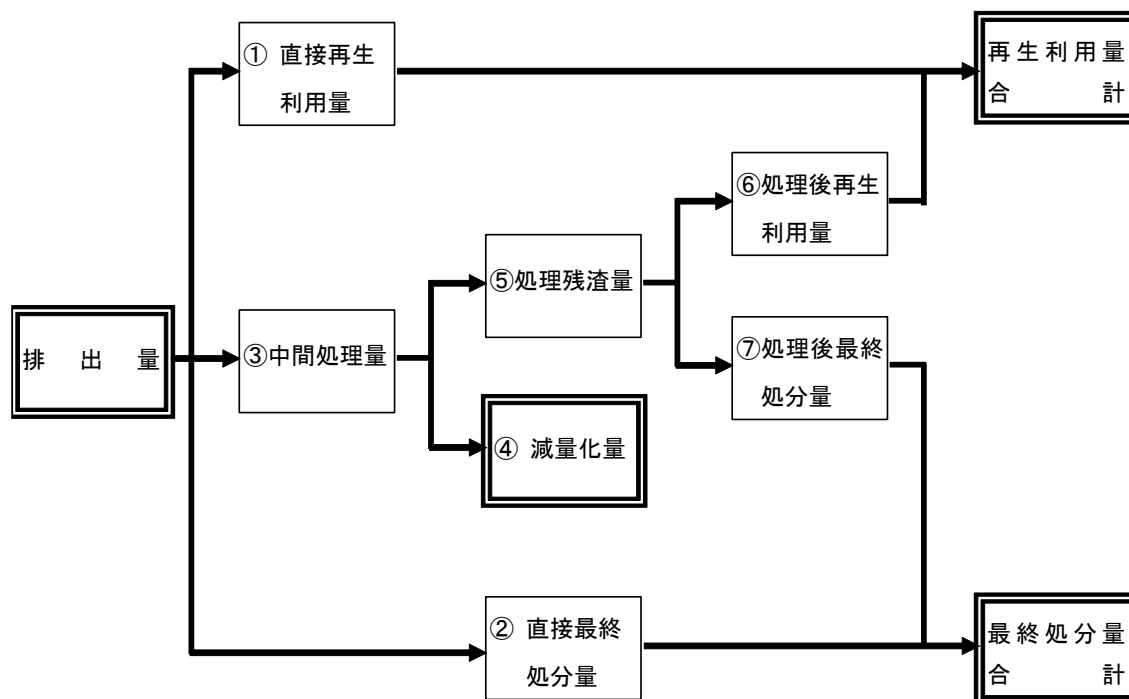 ① 直接再生
利用量
再生利用量
合計
⑥処理後再生
利用量
⑤処理残渣量
排出量
③中間処理量
⑦処理後最終
処分量
④ 減量化量
② 直接最終
処分量
最終処分量
合計